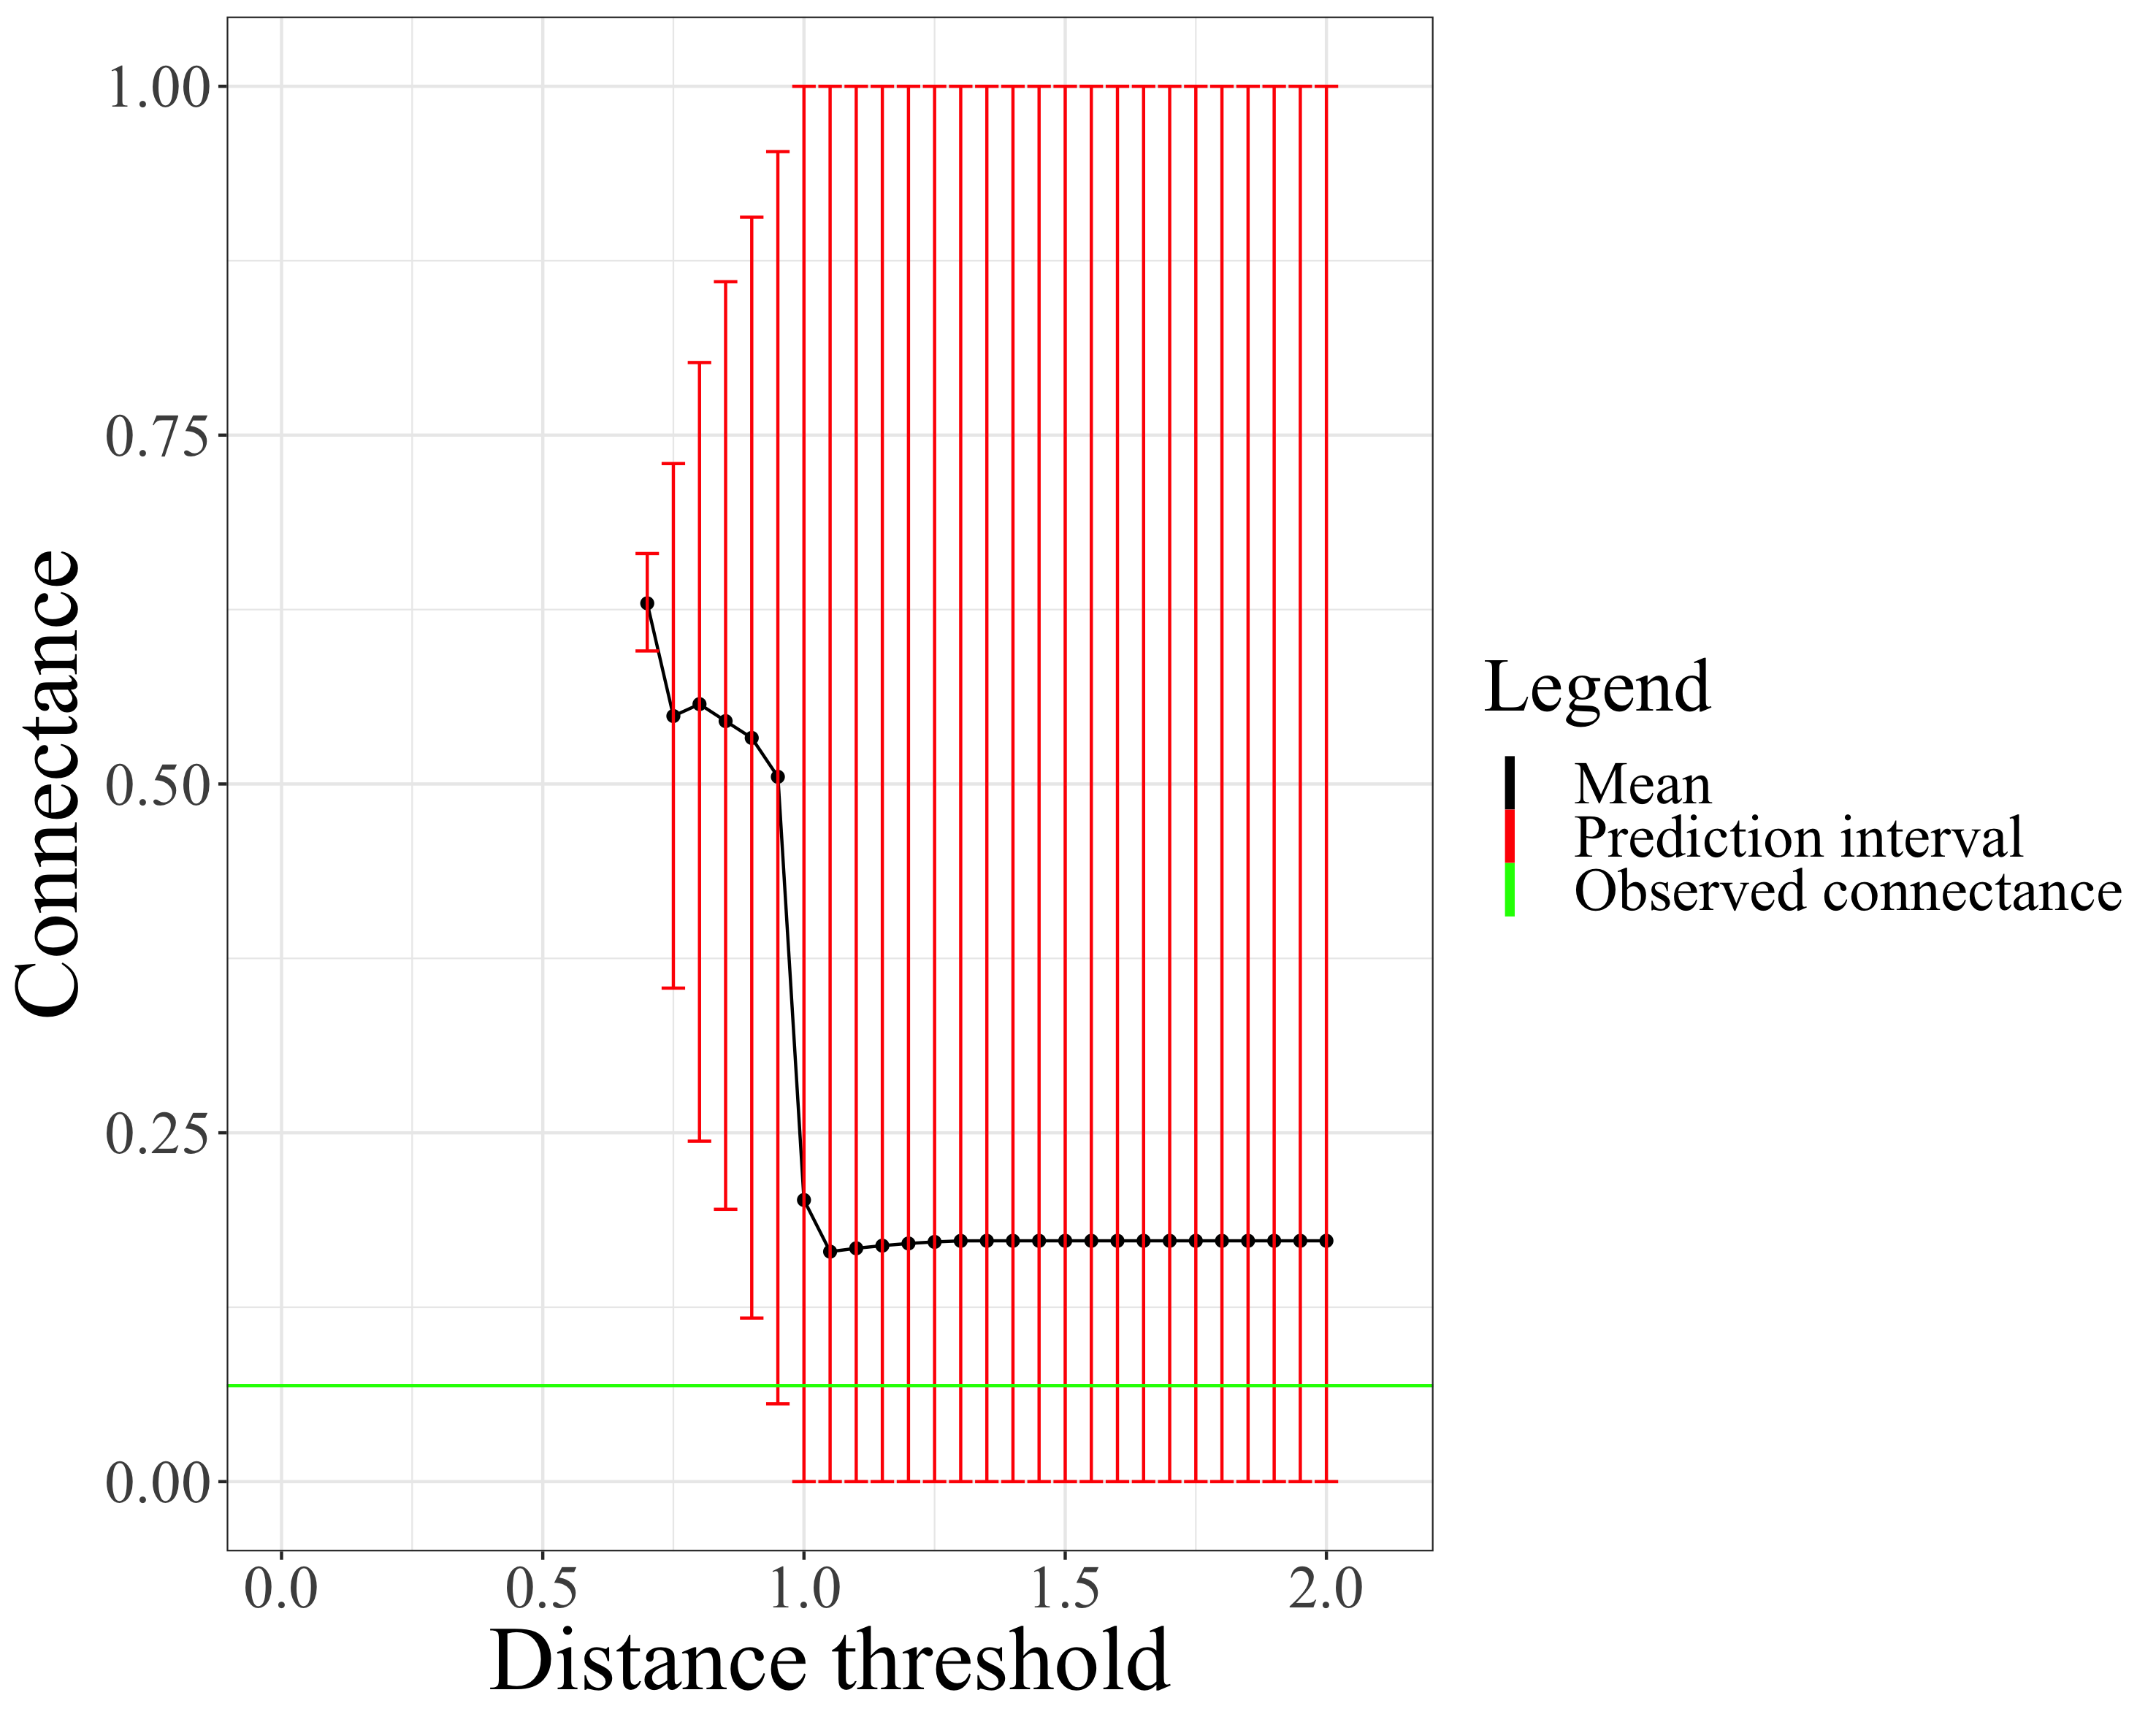 1.00
0.75
0.50
0.25
0.00
Connectance
0.0 0.5 1.0 1.5 2.0
Distance threshold
Legend
Mean
Prediction interval
Observed connectance